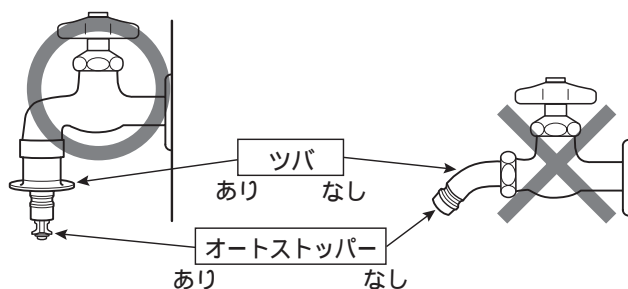 ツバ
あり なし
オートストッパー
あり なし